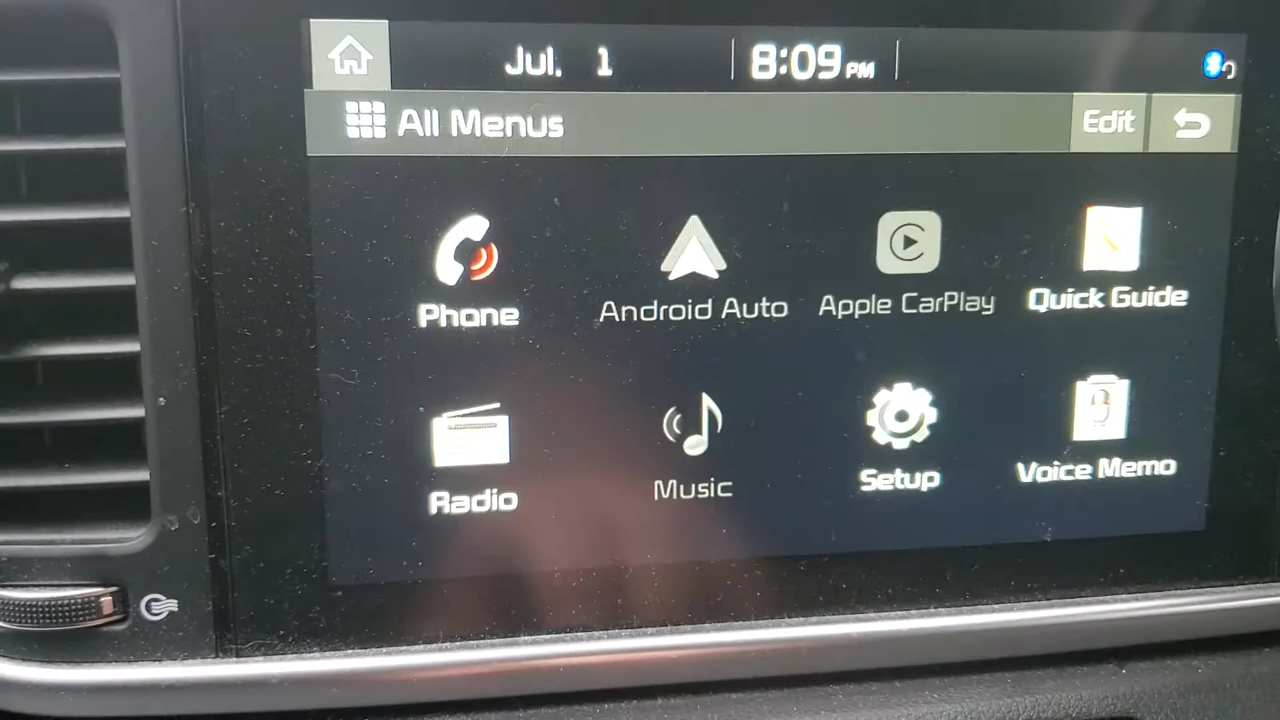 Jul. 1 8:09 PM
All Menus Edit
Phone Android Auto Apple CarPlay Quick Guide
Radio Music Setup Voice Memo